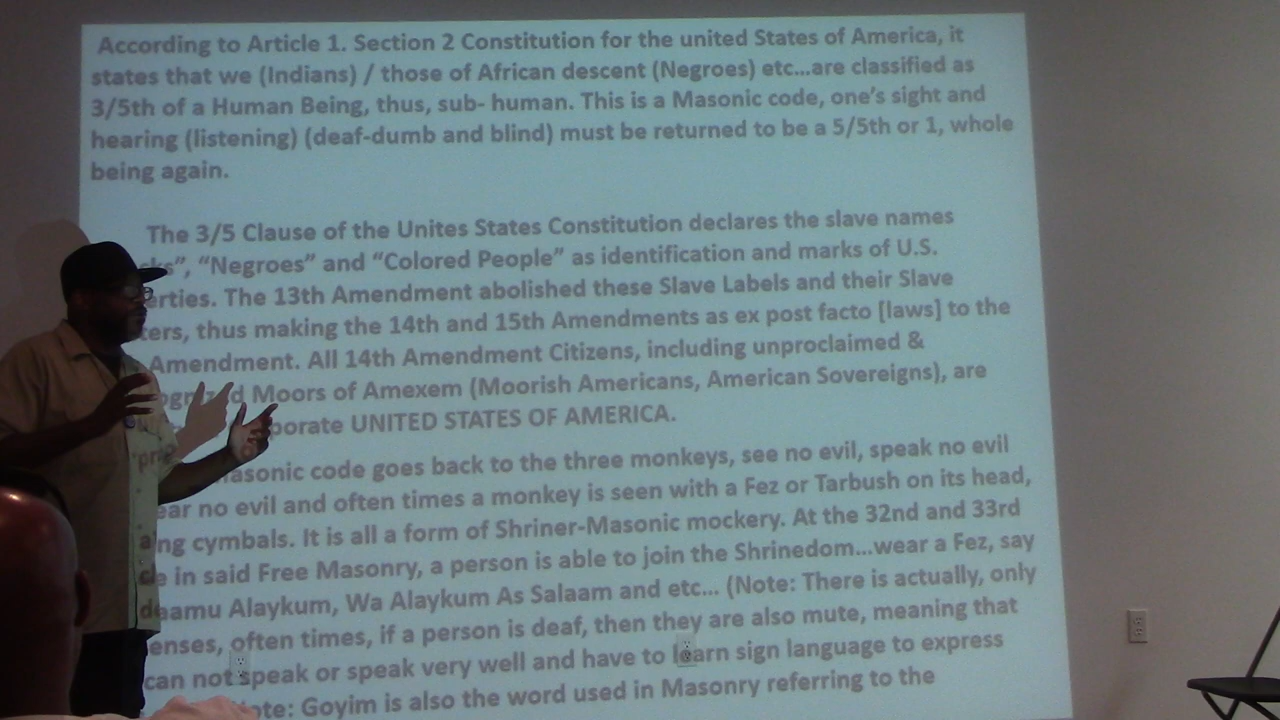 According to Article 1. Section 2 Constitution for the united States of America, it
states that we (Indians) / those of African descent (Negroes) etc...are classified as
3/5th of a Human Being, thus, sub- human. This is a Masonic code, one's sight and
hearing (listening) (deaf-dumb and blind) must be returned to be a 5/5th or 1, whole
being again.
The 3/5 Clause of the Unites States Constitution declares the slave names
"Negroes" and "Colored People" as identification and marks of U.S.
erties. The 13th Amendment abolished these Slave Labels and their Slave
ters, thus making the 14th and 15th Amendments as ex post facto [laws] to the
Amendment. All 14th Amendment Citizens, including unproclaimed &
Moors of Amexem (Moorish Americans, American Sovereigns), are
porate UNITED STATES OF AMERICA.
asonic code goes back to the three monkeys, see no evil, speak no evil
ear no evil and often times a monkey is seen with a Fez or Tarbush on its head,
ng cymbals. It is all a form of Shriner-Masonic mockery. At the 32nd and 33rd
in said Free Masonry, a person is able to join the Shrinedom...wear a Fez, say
aamu Alaykum, Wa Alaykum As Salaam and etc... (Note: There is actually, only
enses, often times, if a person is deaf, then they are also mute, meaning that
can not speak or speak very well and have to learn sign language to express
ote: Goyim is also the word used in Masonry referring to the